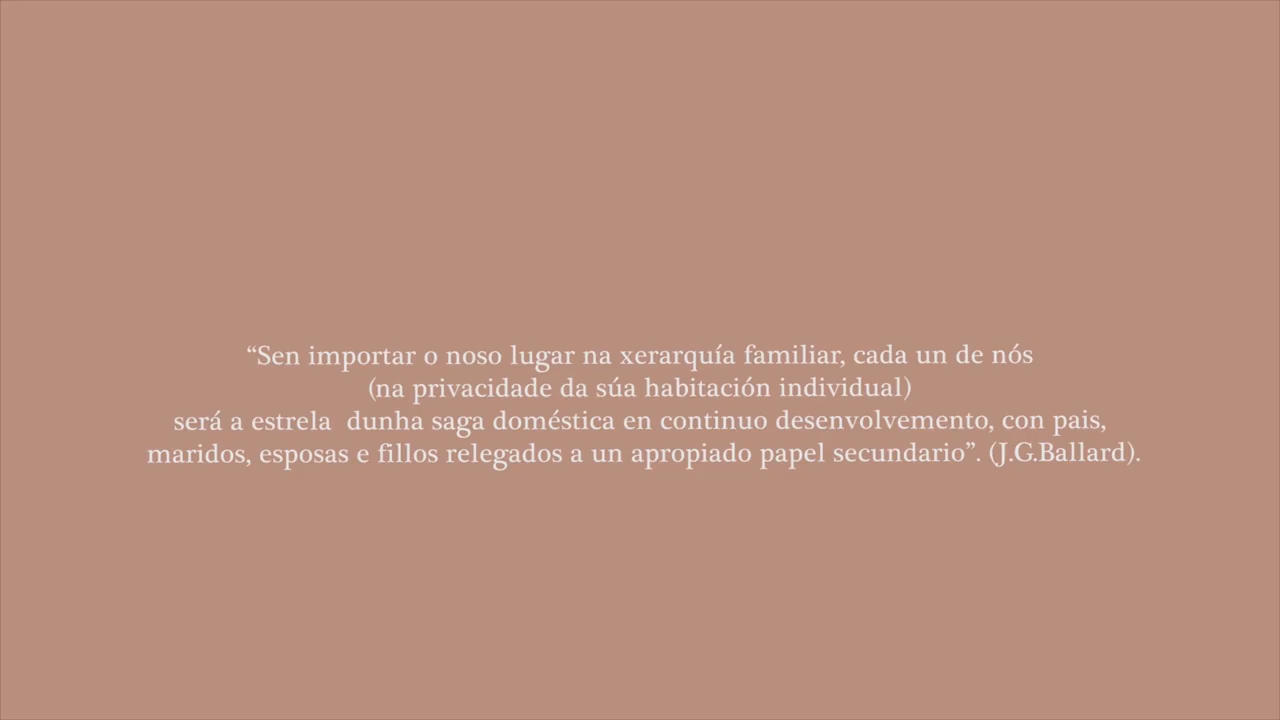 “Sen importar o noso lugar na xerarquía familiar, cada un de nós
(na privacidade da súa habitación individual)
será a estrela  dunha saga doméstica en continuo desenvolvemento, con pais,
maridos, esposas e fillos relegados a un apropiado papel secundario”. (J.G.Ballard).